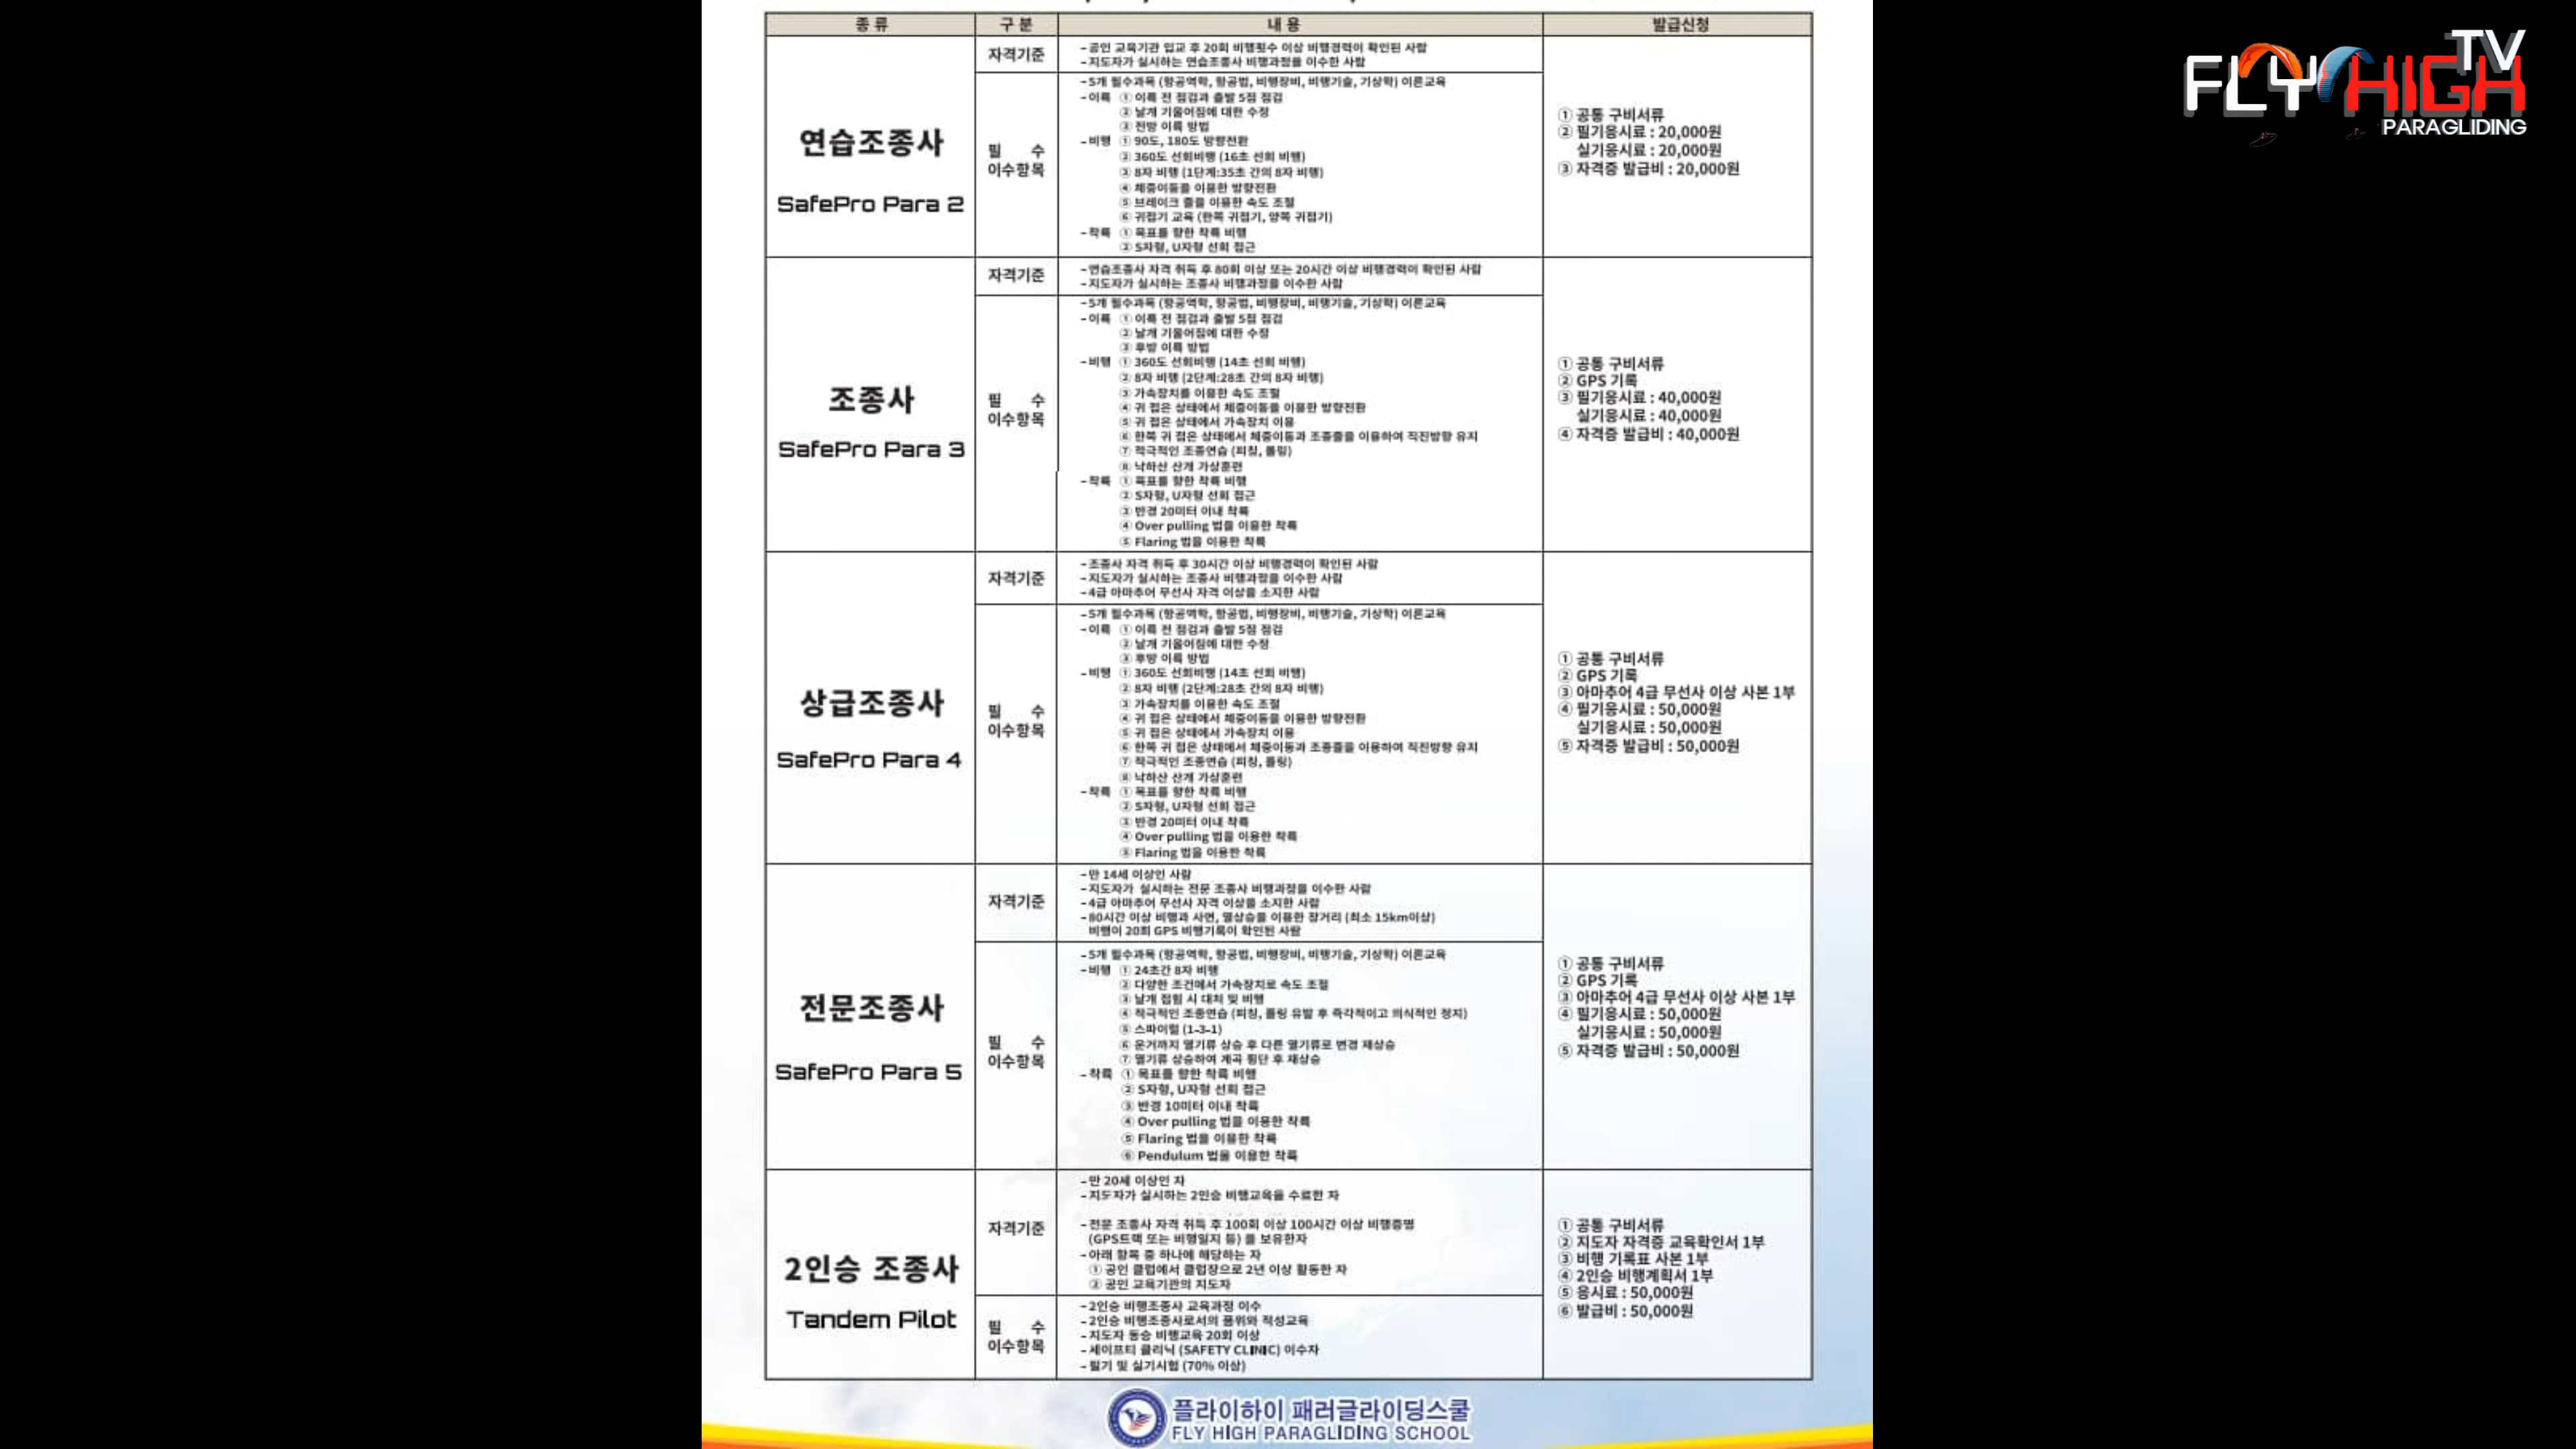 종 류 구 분 내 용 발급신청
연습조종사
SafePro Para 2
자격기준
- 공인 교육기관 입교 후 20회 비행횟수 이상 비행경력이 확인된 사람
- 지도자가 실시하는 연습조종사 비행과정을 이수한 사람
필 수
이수항목
- 5개 필수과목 (항공역학, 항공법, 비행장비, 비행기술, 기상학) 이론교육
- 이륙 ① 이륙 전 점검과 출발 5점 점검
② 날개 기울어짐에 대한 수정
③ 전방 이륙 방법
- 비행 ① 90도, 180도 방향전환
② 360도 선회비행 (16초 선회 비행)
③ 8자 비행 (1단계:35초 간의 8자 비행)
④ 체중이동을 이용한 방향전환
⑤ 브레이크 줄을 이용한 속도 조절
⑥ 귀접기 교육 (한쪽 귀접기, 양쪽 귀접기)
- 착륙 ① 목표를 향한 착륙 비행
② S자형, U자형 선회 접근
① 공통 구비서류
② 필기응시료 : 20,000원
실기응시료 : 20,000원
③ 자격증 발급비 : 20,000원
조종사
SafePro Para 3
자격기준
- 연습조종사 자격 취득 후 80회 이상 또는 20시간 이상 비행경력이 확인된 사람
- 지도자가 실시하는 조종사 비행과정을 이수한 사람
필 수
이수항목
- 5개 필수과목 (항공역학, 항공법, 비행장비, 비행기술, 기상학) 이론교육
- 이륙 ① 이륙 전 점검과 출발 5점 점검
② 날개 기울어짐에 대한 수정
③ 후방 이륙 방법
- 비행 ① 360도 선회비행 (14초 선회 비행)
② 8자 비행 (2단계:28초 간의 8자 비행)
③ 가속장치를 이용한 속도 조절
④ 귀 접은 상태에서 체중이동을 이용한 방향전환
⑤ 귀 접은 상태에서 가속장치 이용
⑥ 한쪽 귀 접은 상태에서 체중이동과 조종줄을 이용하여 직진방향 유지
⑦ 적극적인 조종연습 (피칭, 롤링)
⑧ 낙하산 산개 가상훈련
- 착륙 ① 목표를 향한 착륙 비행
② S자형, U자형 선회 접근
③ 반경 20미터 이내 착륙
④ Over pulling 법을 이용한 착륙
⑤ Flaring 법을 이용한 착륙
① 공통 구비서류
② GPS 기록
③ 필기응시료 : 40,000원
실기응시료 : 40,000원
④ 자격증 발급비 : 40,000원
상급조종사
SafePro Para 4
자격기준
- 조종사 자격 취득 후 30시간 이상 비행경력이 확인된 사람
- 지도자가 실시하는 조종사 비행과정을 이수한 사람
- 4급 아마추어 무선사 자격 이상을 소지한 사람
필 수
이수항목
- 5개 필수과목 (항공역학, 항공법, 비행장비, 비행기술, 기상학) 이론교육
- 이륙 ① 이륙 전 점검과 출발 5점 점검
② 날개 기울어짐에 대한 수정
③ 후방 이륙 방법
- 비행 ① 360도 선회비행 (14초 선회 비행)
② 8자 비행 (2단계:28초 간의 8자 비행)
③ 가속장치를 이용한 속도 조절
④ 귀 접은 상태에서 체중이동을 이용한 방향전환
⑤ 귀 접은 상태에서 가속장치 이용
⑥ 한쪽 귀 접은 상태에서 체중이동과 조종줄을 이용하여 직진방향 유지
⑦ 적극적인 조종연습 (피칭, 롤링)
⑧ 낙하산 산개 가상훈련
- 착륙 ① 목표를 향한 착륙 비행
② S자형, U자형 선회 접근
③ 반경 20미터 이내 착륙
④ Over pulling 법을 이용한 착륙
⑤ Flaring 법을 이용한 착륙
① 공통 구비서류
② GPS 기록
③ 아마추어 4급 무선사 이상 사본 1부
④ 필기응시료 : 50,000원
실기응시료 : 50,000원
⑤ 자격증 발급비 : 50,000원
전문조종사
SafePro Para 5
자격기준
- 만 14세 이상인 사람
- 지도자가 실시하는 전문 조종사 비행과정을 이수한 사람
- 4급 아마추어 무선사 자격 이상을 소지한 사람
- 80시간 이상 비행과 사면, 열상승을 이용한 장거리 (최소 15km이상)
비행이 20회 GPS 비행기록이 확인된 사람
필 수
이수항목
- 5개 필수과목 (항공역학, 항공법, 비행장비, 비행기술, 기상학) 이론교육
- 비행 ① 24초간 8자 비행
② 다양한 조건에서 가속장치로 속도 조절
③ 날개 접힘 시 대처 및 비행
④ 적극적인 조종연습 (피칭, 롤링 유발 후 즉각적이고 의식적인 정지)
⑤ 스파이럴 (1-3-1)
⑥ 운저까지 열기류 상승 후 다른 열기류로 변경 재상승
⑦ 열기류 상승하여 계곡 횡단 후 재상승
- 착륙 ① 목표를 향한 착륙 비행
② S자형, U자형 선회 접근
③ 반경 10미터 이내 착륙
④ Over pulling 법을 이용한 착륙
⑤ Flaring 법을 이용한 착륙
⑥ Pendulum 법을 이용한 착륙
① 공통 구비서류
② GPS 기록
③ 아마추어 4급 무선사 이상 사본 1부
④ 필기응시료 : 50,000원
실기응시료 : 50,000원
⑤ 자격증 발급비 : 50,000원
2인승 조종사
Tandem Pilot
자격기준
- 만 20세 이상인 자
- 지도자가 실시하는 2인승 비행교육을 수료한 자
- 전문 조종사 자격 취득 후 100회 이상 100시간 이상 비행증명
(GPS트랙 또는 비행일지 등) 를 보유한자
- 아래 항목 중 하나에 해당하는 자
① 공인 클럽에서 클럽장으로 2년 이상 활동한 자
② 공인 교육기관의 지도자
필 수
이수항목
- 2인승 비행조종사 교육과정 이수
- 2인승 비행조종사로서의 품위와 적성교육
- 지도자 동승 비행교육 20회 이상
- 세이프티 클리닉 (SAFETY CLINIC) 이수자
- 필기 및 실기시험 (70% 이상)
① 공통 구비서류
② 지도자 자격증 교육확인서 1부
③ 비행 기록표 사본 1부
④ 2인승 비행계획서 1부
⑤ 응시료 : 50,000원
⑥ 발급비 : 50,000원
플라이하이 패러글라이딩스쿨
FLY HIGH PARAGLIDING SCHOOL
TV
FLY HIGH
PARAGLIDING